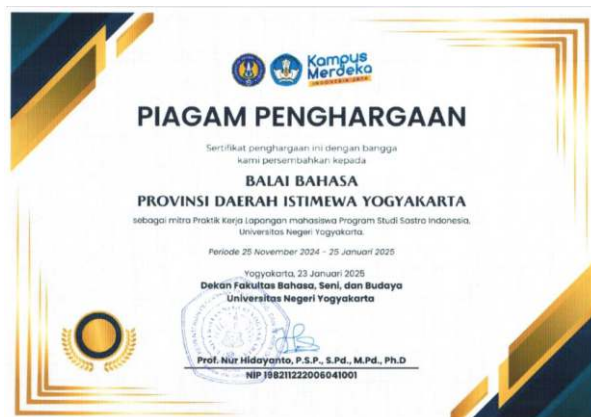 Kampus
Merdeka
INDONESIA JAYA
PIAGAM PENGHARGAAN
Sertifikat penghargaan ini dengan bangga
kami persembahkan kepada
BALAI BAHASA
PROVINSI DAERAH ISTIMEWA YOGYAKARTA
sebagai mitra Praktik Kerja Lapangan mahasiswa Program Studi Sastra Indonesia,
Universitas Negeri Yogyakarta.
Periode 25 November 2024 - 25 Januari 2025
Yogyakarta, 23 Januari 2025
Dekan Fakultas Bahasa, Seni, dan Budaya
Universitas Negeri Yogyakarta
Prof. Nur Hidayanto, P.S.P., S.Pd., M.Pd., Ph.D
NIP 198211222006041001